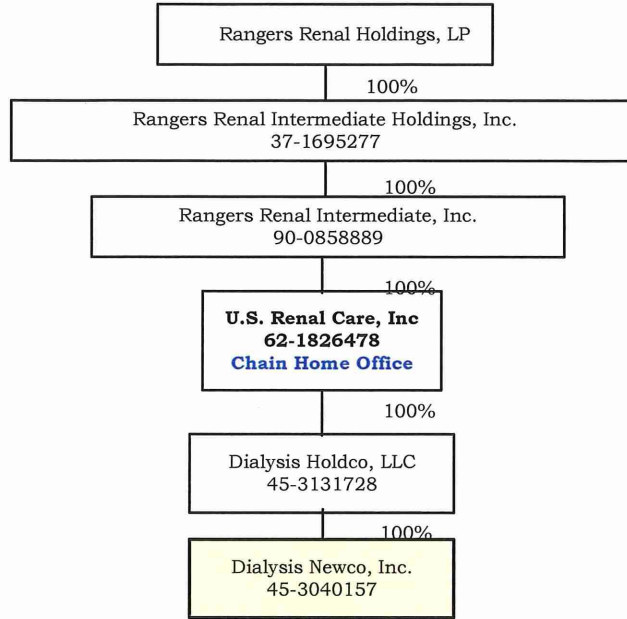 Rangers Renal Holdings, LP
100%
Rangers Renal Intermediate Holdings, Inc.
37-1695277
100%
Rangers Renal Intermediate, Inc.
90-0858889
100%
U.S. Renal Care, Inc
62-1826478
Chain Home Office
100%
Dialysis Holdco, LLC
45-3131728
100%
Dialysis Newco, Inc.
45-3040157